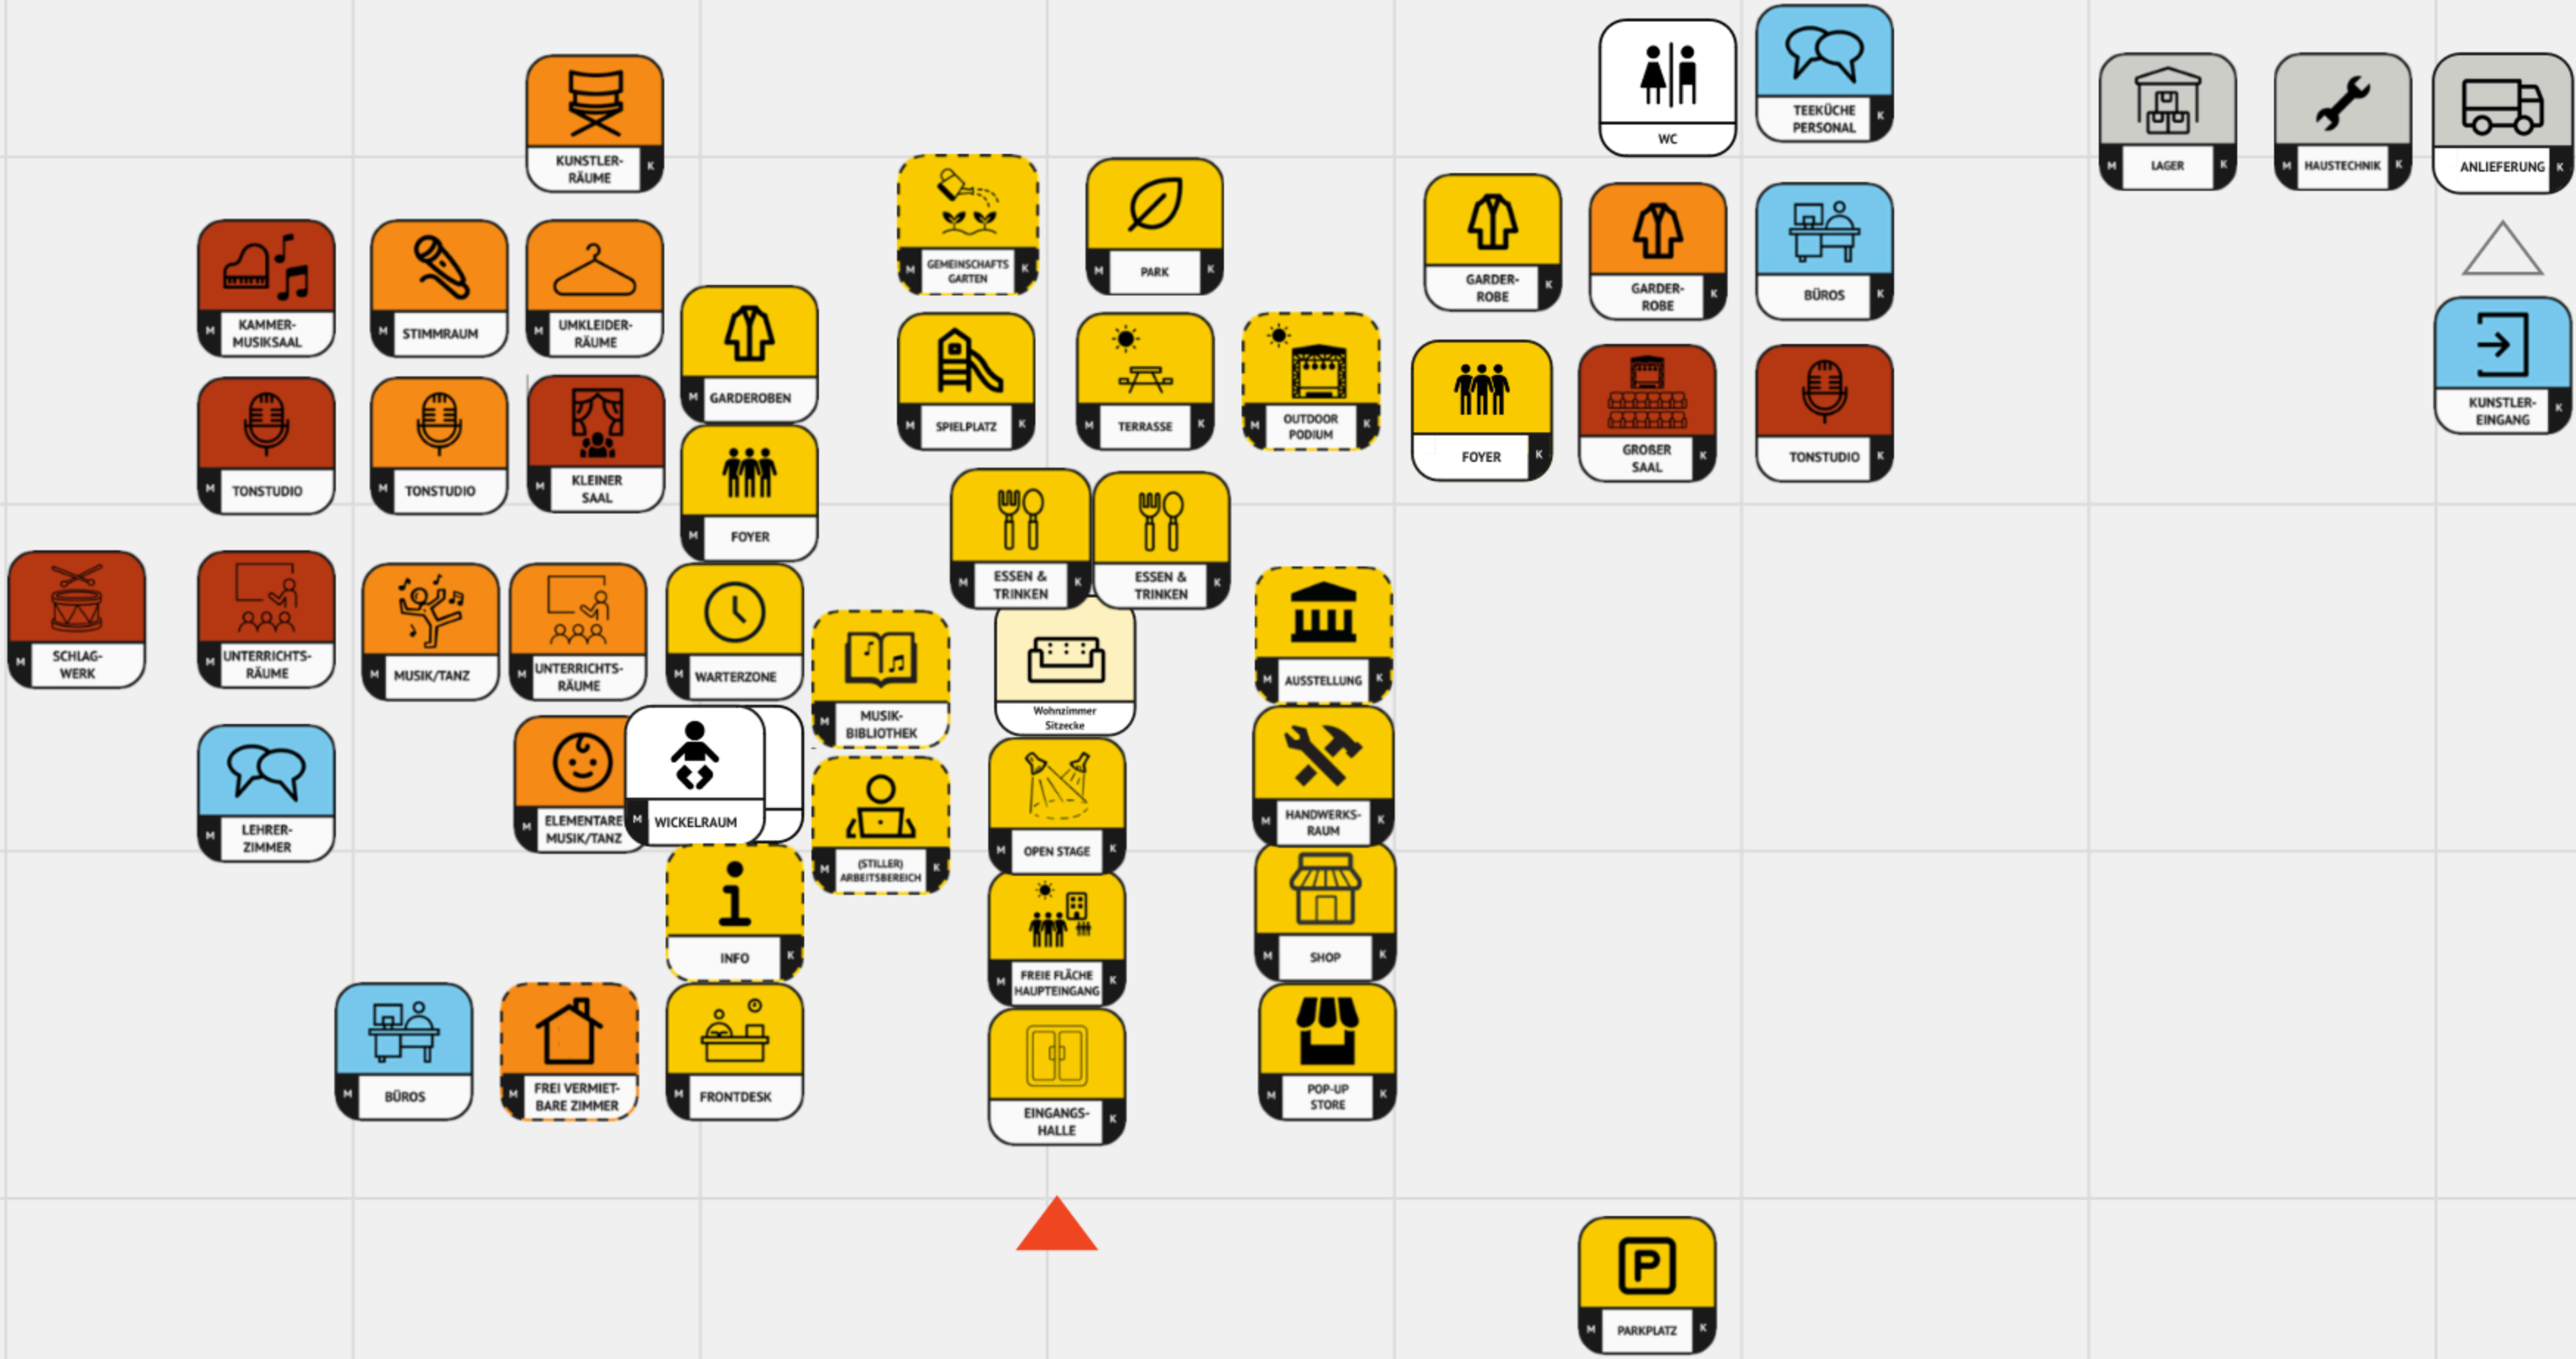 WC
K
TEEKÜCHE
PERSONAL
K
KUNSTLER-
RÄUME
M
LAGER
K
M
HAUSTECHNIK
K
ANLIEFERUNG
K
M
GEMEINSCHAFTS
GARTEN
K
M
PARK
K
GARDER-
ROBE
K
GARDER-
ROBE
K
BÜROS
K
M
KAMMER-
MUSIKSAAL
M
STIMMRAUM
M
UMKLEIDER-
RÄUME
M
GARDEROBEN
M
SPIELPLATZ
K
M
TERRASSE
K
M
OUTDOOR
PODIUM
K
FOYER
K
GROßER
SAAL
K
TONSTUDIO
K
KUNSTLER-
EINGANG
K
M
TONSTUDIO
M
TONSTUDIO
M
KLEINER
SAAL
M
FOYER
M
ESSEN &
TRINKEN
K
ESSEN &
TRINKEN
K
M
SCHLAG-
WERK
M
UNTERRICHTS-
RÄUME
M
MUSIK/TANZ
M
UNTERRICHTS-
RÄUME
M
WARTERZONE
M
MUSIK-
BIBLIOTHEK
Wohnzimmer
Sitzecke
M
AUSSTELLUNG
K
M
LEHRER-
ZIMMER
M
ELEMENTARE
MUSIK/TANZ
M
WICKELRAUM
M
(STILLER)
ARBEITSBEREICH
K
M
OPEN STAGE
K
M
HANDWERKS-
RAUM
K
INFO
K
M
FREIE FLÄCHE
HAUPTEINGANG
K
M
SHOP
K
M
BÜROS
M
FREI VERMIET-
BARE ZIMMER
M
FRONTDESK
EINGANGS-
HALLE
K
M
POP-UP
STORE
K
P
M
PARKPLATZ
K